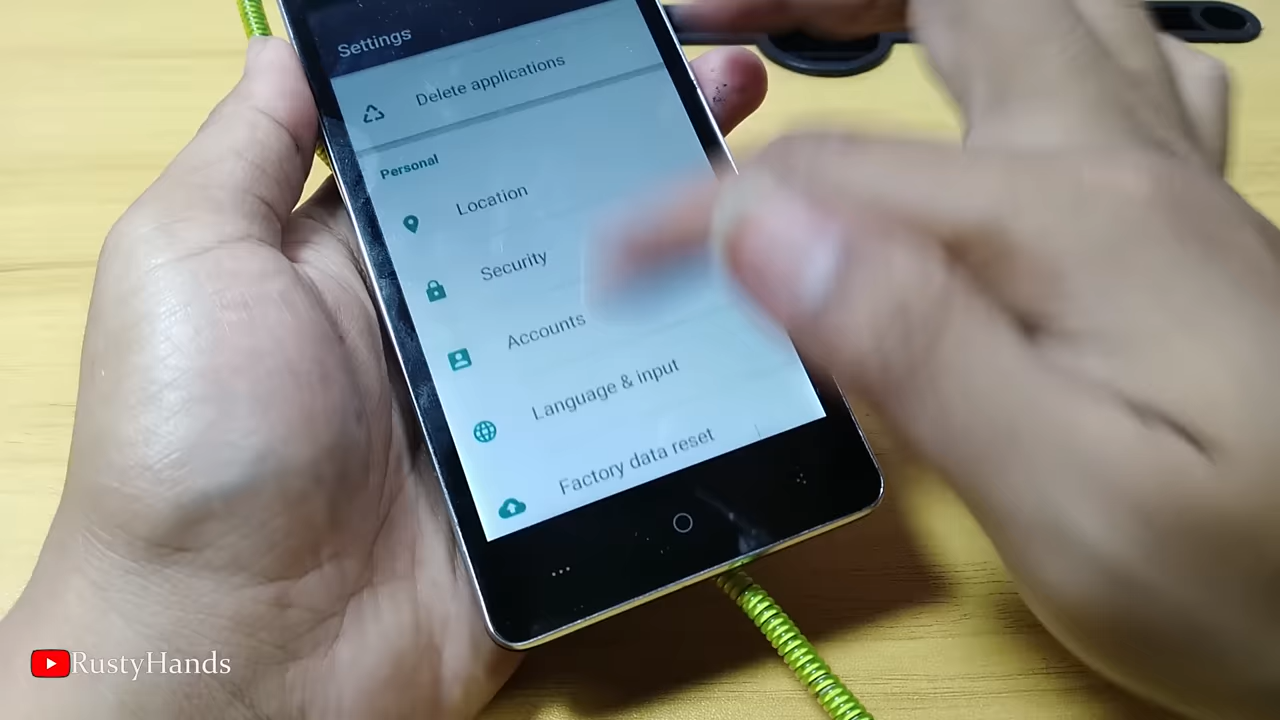 Settings
Delete applications
Personal
Location
Security
Accounts
Language & input
Factory data reset
RustyHands